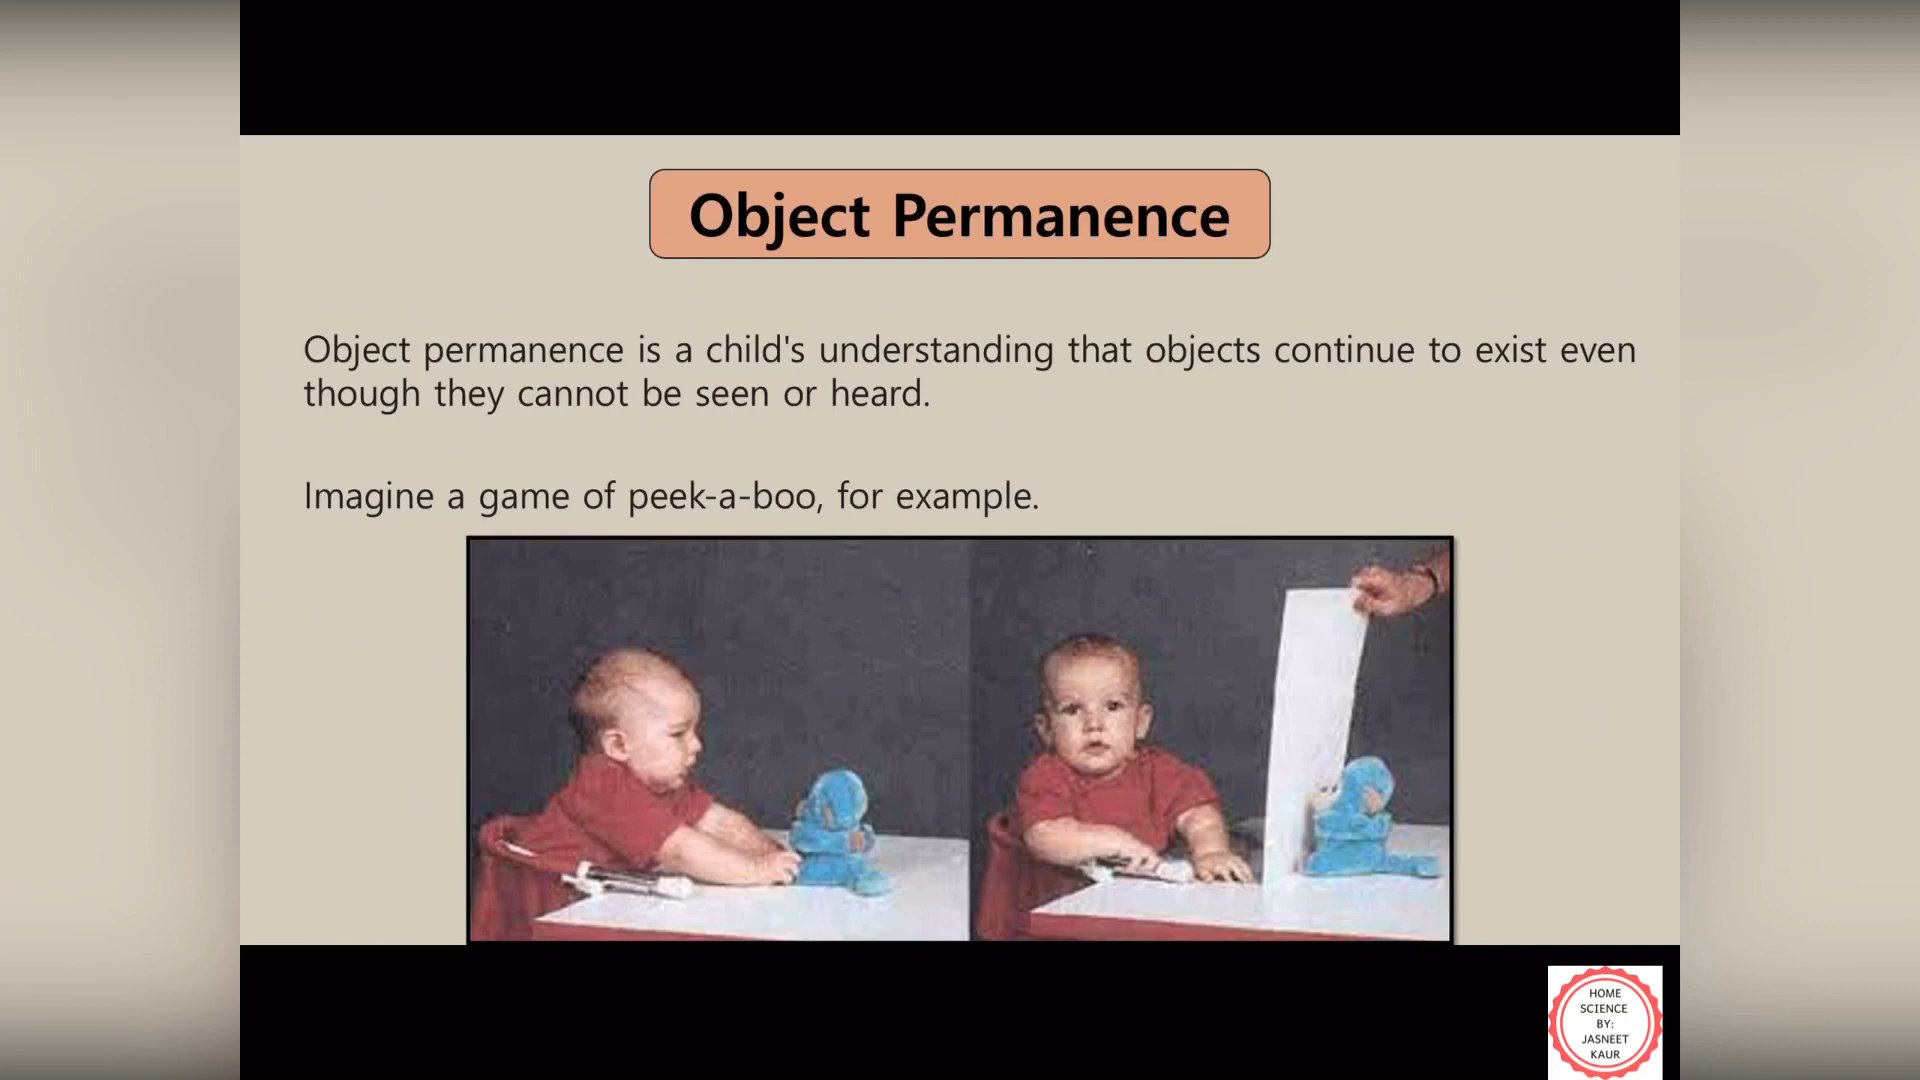 Object Permanence
Object permanence is a child's understanding that objects continue to exist even
though they cannot be seen or heard.
Imagine a game of peek-a-boo, for example.
HOME
SCIENCE
BY:
JASNEET
KAUR